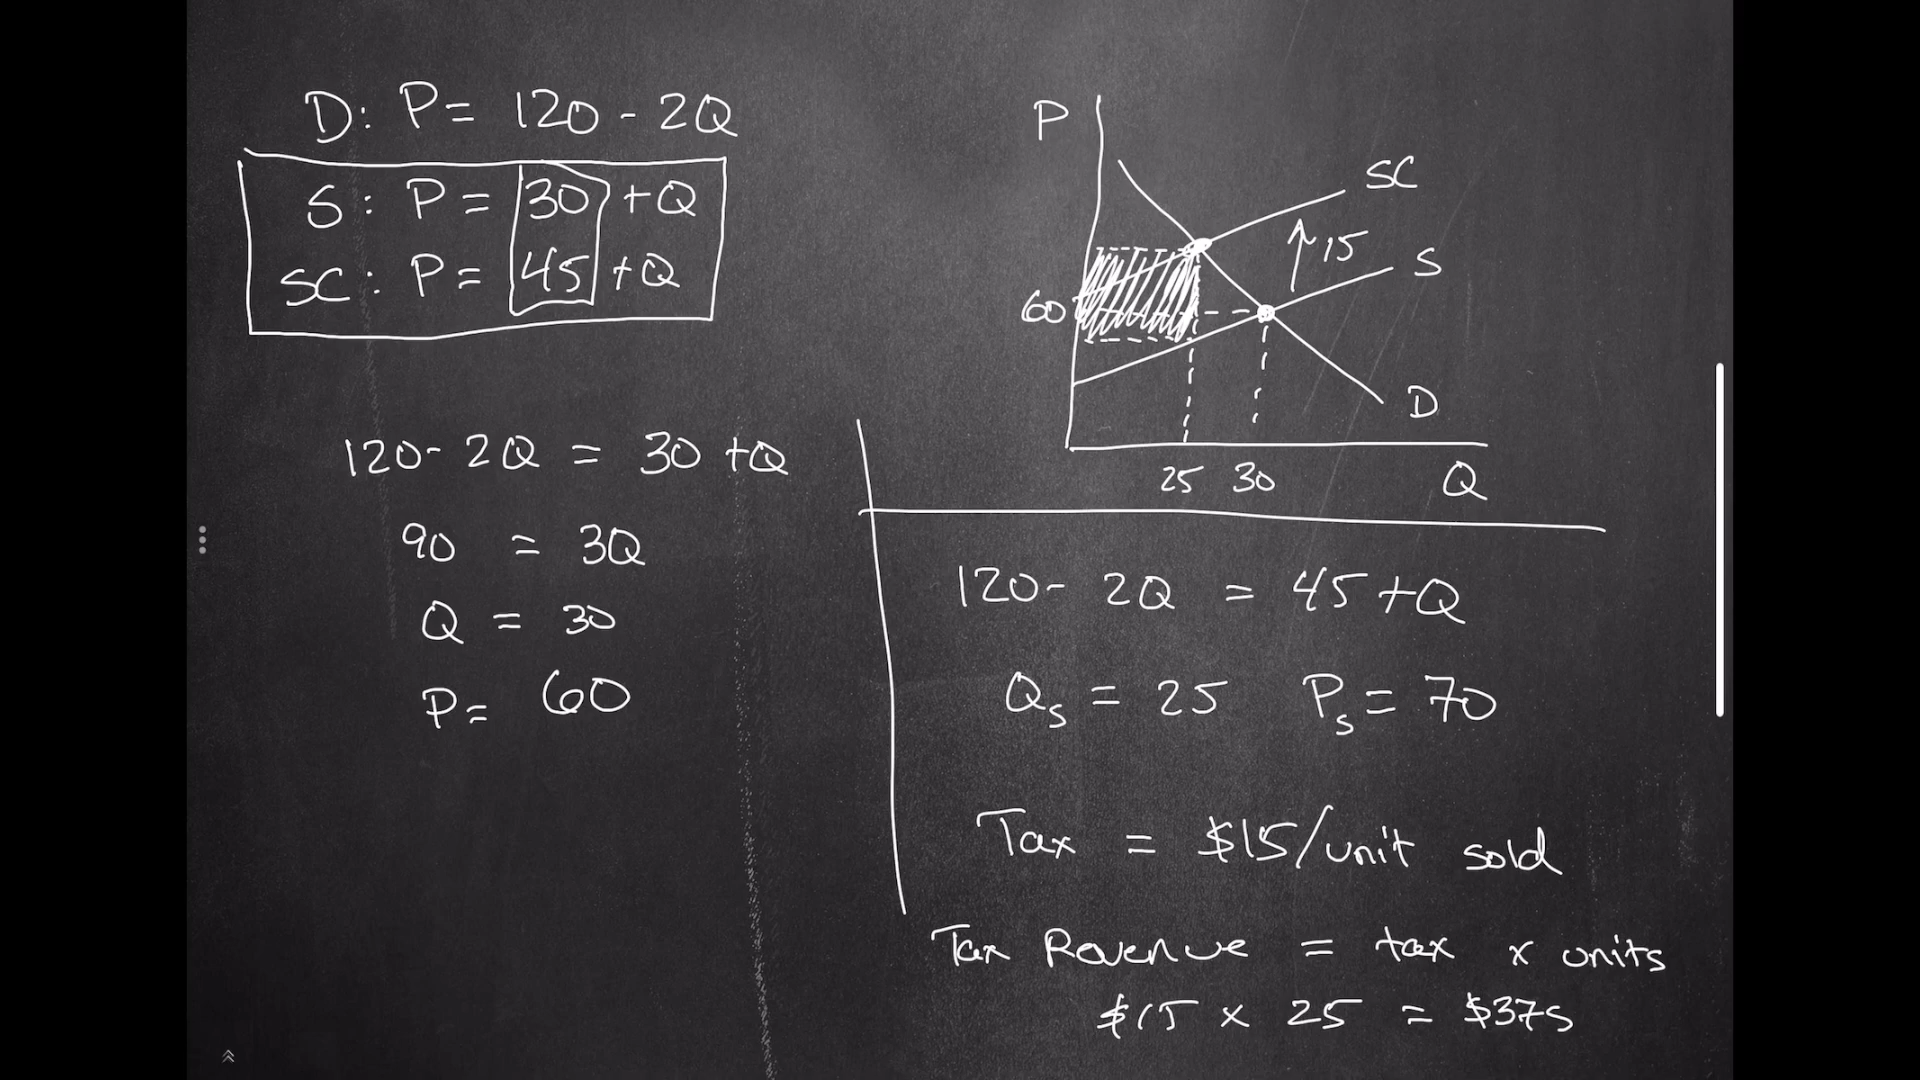 D: P = 120 - 2Q
S: P = 30 + Q
SC: P = 45 + Q
120 - 2Q = 30 + Q
90 = 3Q
Q = 30
P = 60
P
SC
↑ 15
S
60
D
25 30 Q
120 - 2Q = 45 + Q
Qs = 25 Ps = 70
Tax = $15/unit sold
Tax Revenue = tax x units
$15 x 25 = $375